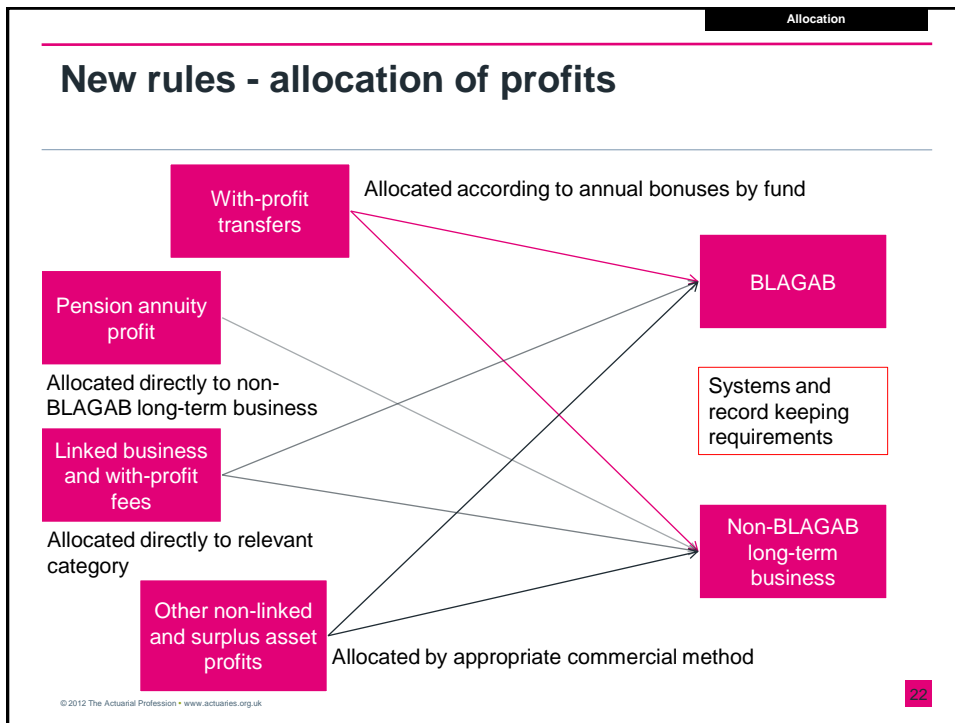 Allocation
New rules - allocation of profits
With-profit
transfers
Allocated according to annual bonuses by fund
BLAGAB
Pension annuity
profit
Allocated directly to non-
BLAGAB long-term business
Systems and
record keeping
requirements
Linked business
and with-profit
fees
Allocated directly to relevant
category
Non-BLAGAB
long-term
business
Other non-linked
and surplus asset
profits
Allocated by appropriate commercial method
© 2012 The Actuarial Profession • www.actuaries.org.uk
22